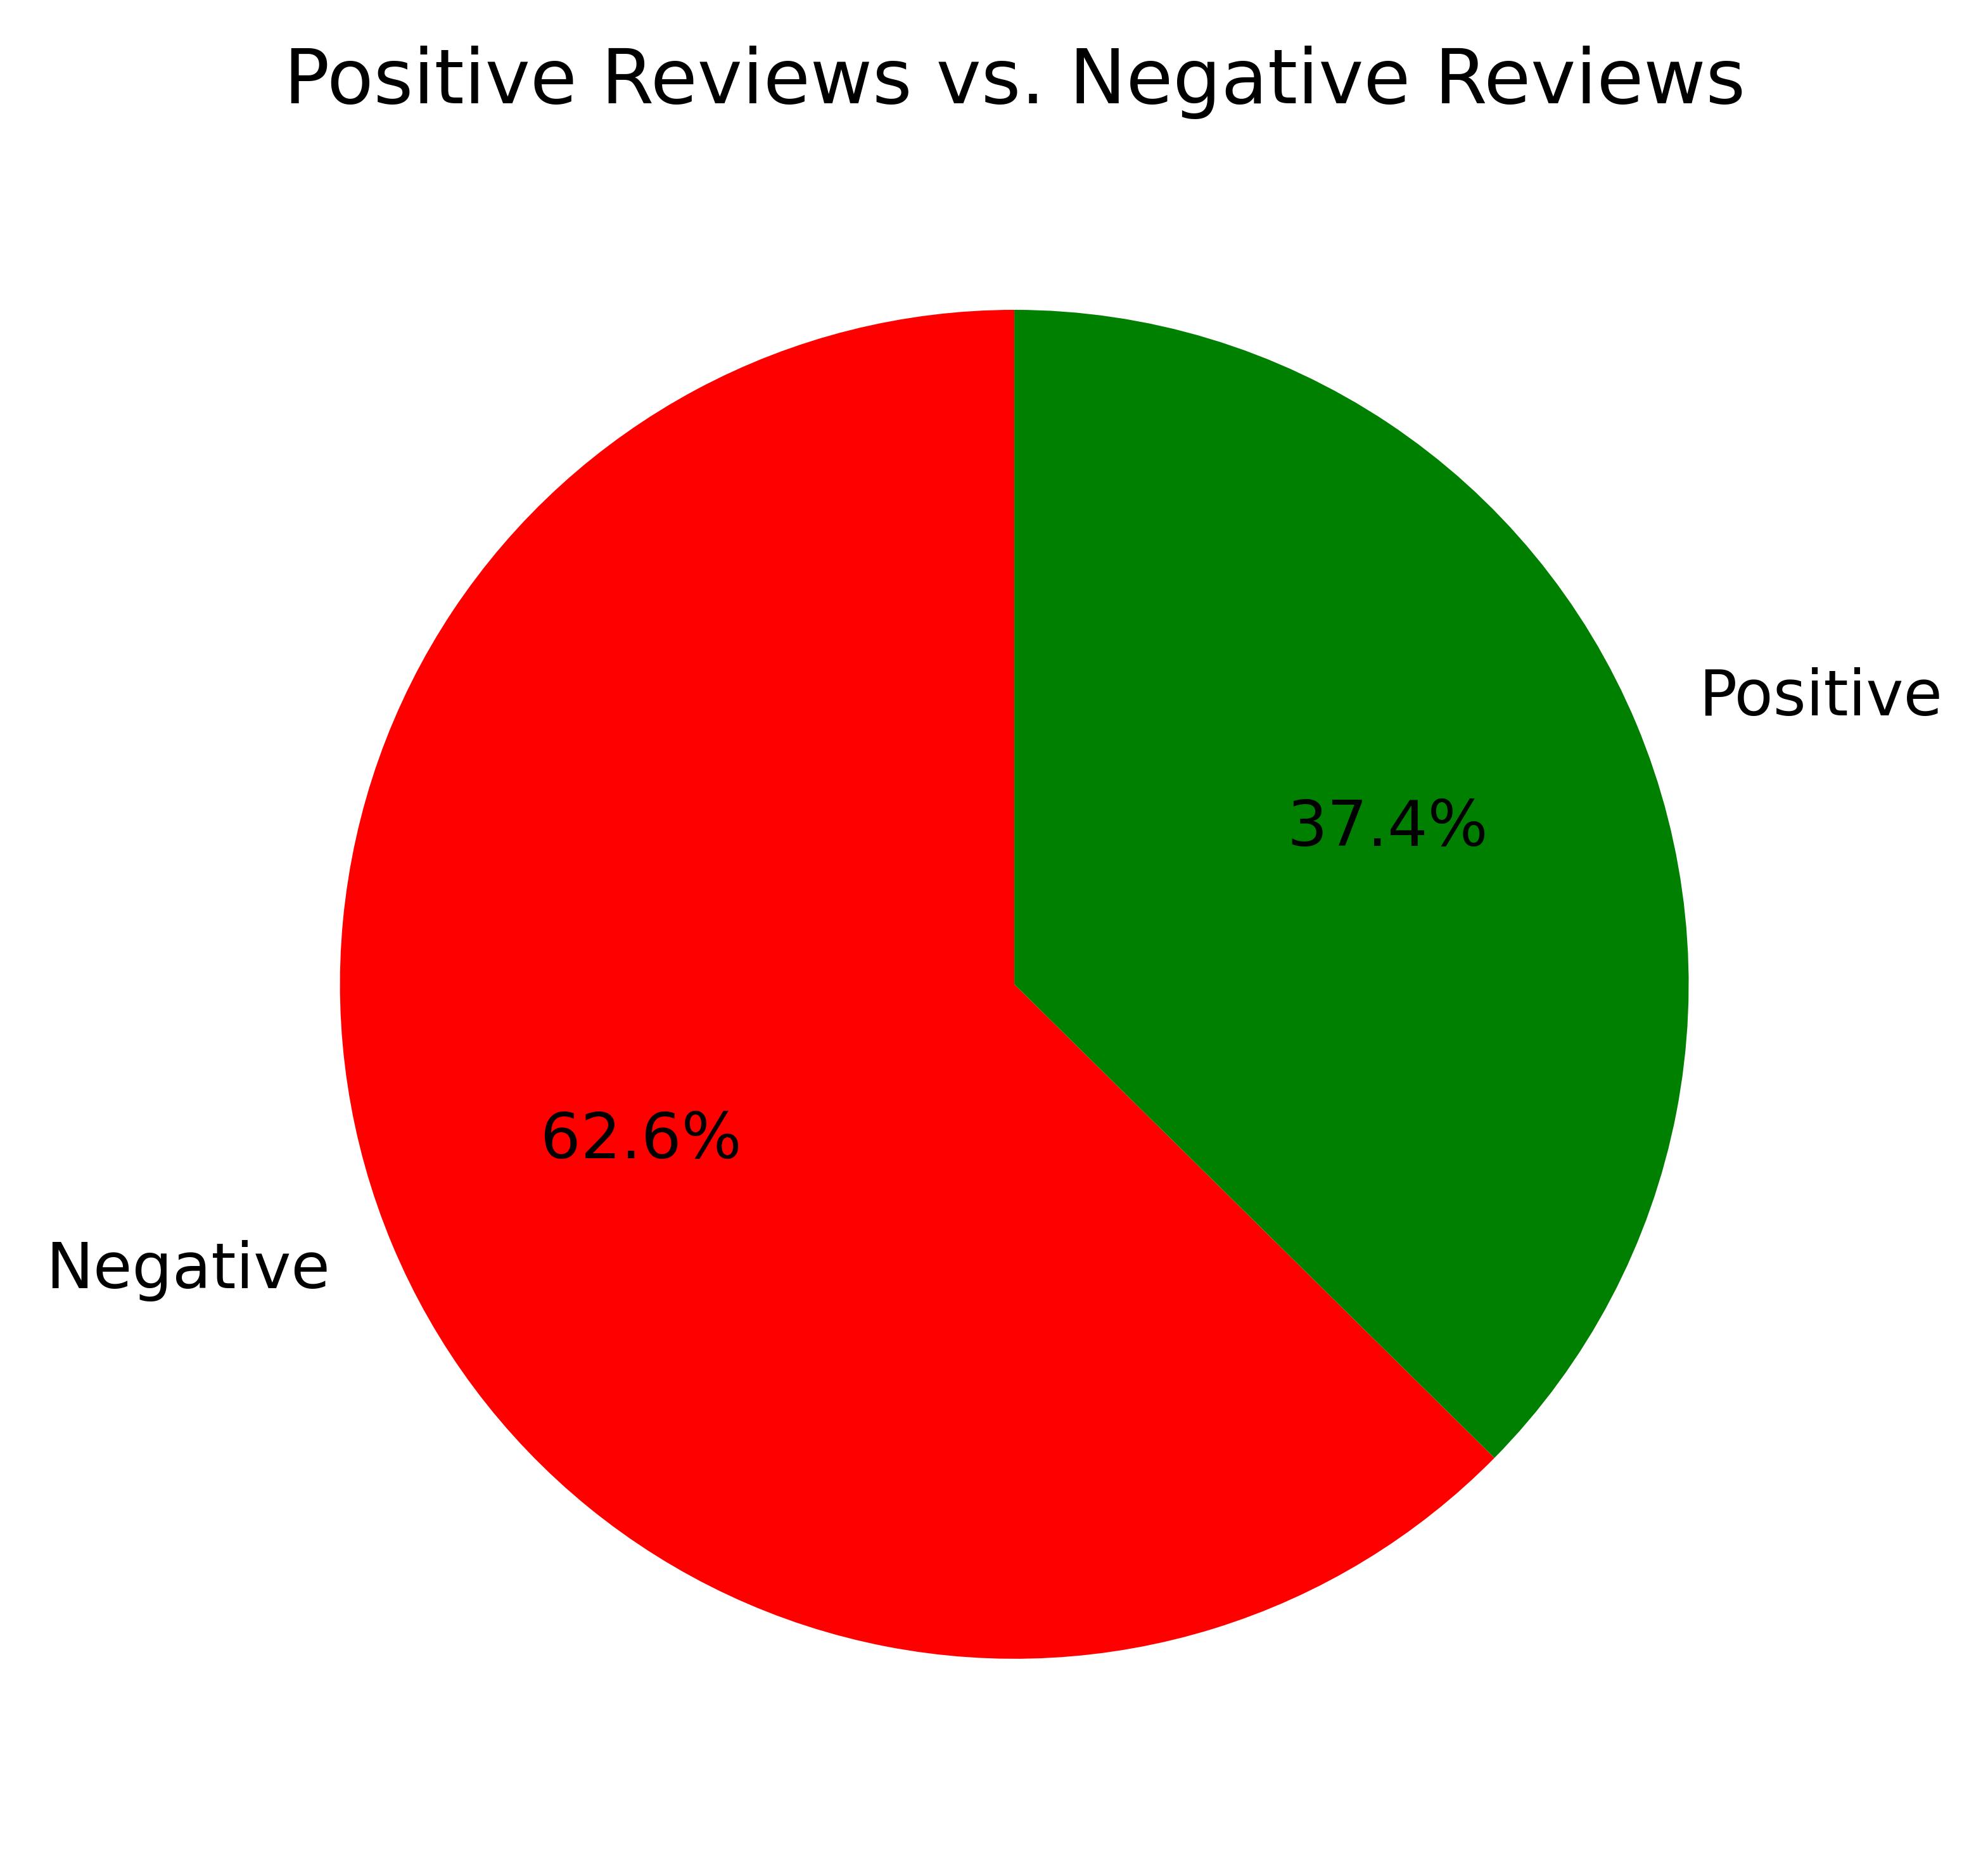 Positive Reviews vs. Negative Reviews
Positive
37.4%
62.6%
Negative